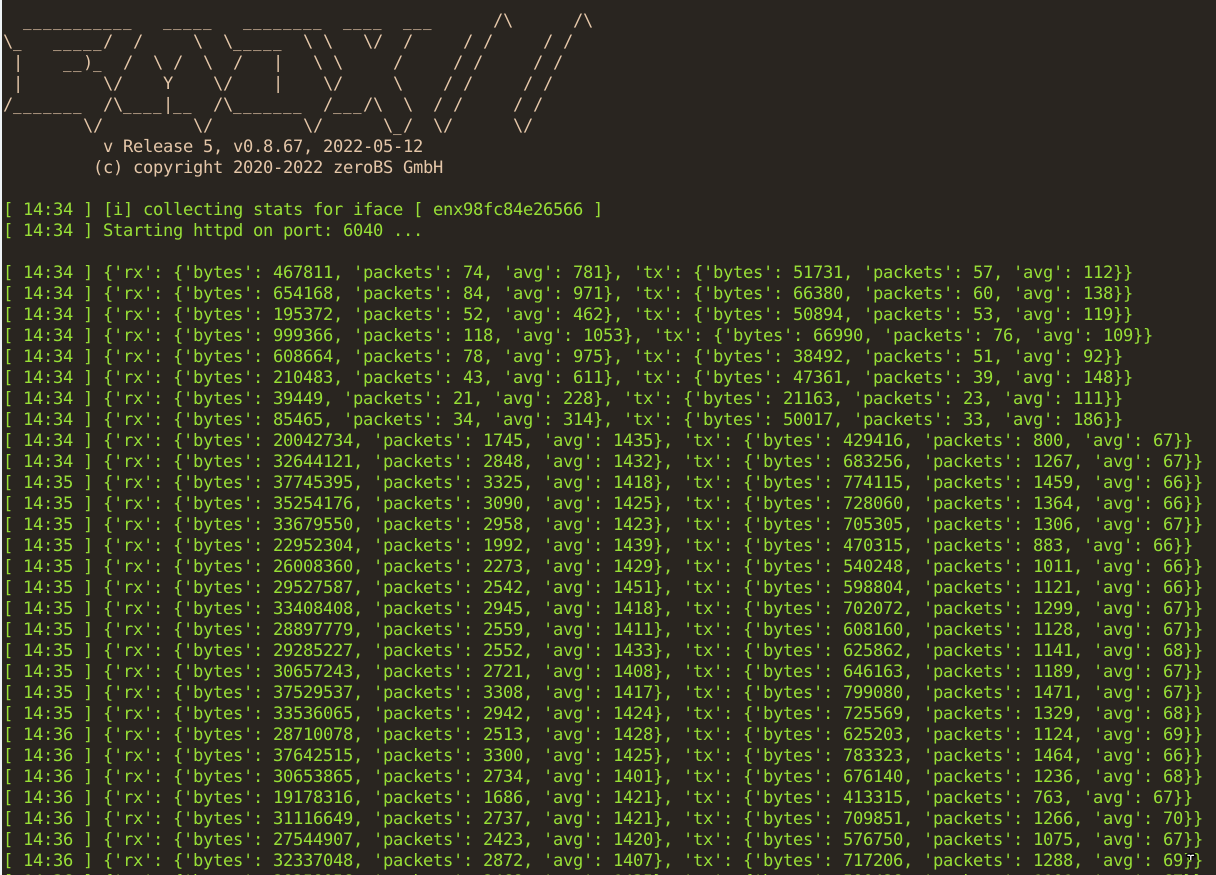 v Release 5, v0.8.67, 2022-05-12
(c) copyright 2020-2022 zeroBS GmbH
[ 14:34 ] [i] collecting stats for iface [ enx98fc84e26566 ]
[ 14:34 ] Starting httpd on port: 6040 ...
[ 14:34 ] {'rx': {'bytes': 467811, 'packets': 74, 'avg': 781}, 'tx': {'bytes': 51731, 'packets': 57, 'avg': 112}}
[ 14:34 ] {'rx': {'bytes': 654168, 'packets': 84, 'avg': 971}, 'tx': {'bytes': 66380, 'packets': 60, 'avg': 138}}
[ 14:34 ] {'rx': {'bytes': 195372, 'packets': 52, 'avg': 462}, 'tx': {'bytes': 50894, 'packets': 53, 'avg': 119}}
[ 14:34 ] {'rx': {'bytes': 999366, 'packets': 118, 'avg': 1053}, 'tx': {'bytes': 66990, 'packets': 76, 'avg': 109}}
[ 14:34 ] {'rx': {'bytes': 608664, 'packets': 78, 'avg': 975}, 'tx': {'bytes': 38492, 'packets': 51, 'avg': 92}}
[ 14:34 ] {'rx': {'bytes': 210483, 'packets': 43, 'avg': 611}, 'tx': {'bytes': 47361, 'packets': 39, 'avg': 148}}
[ 14:34 ] {'rx': {'bytes': 39449, 'packets': 21, 'avg': 228}, 'tx': {'bytes': 21163, 'packets': 23, 'avg': 111}}
[ 14:34 ] {'rx': {'bytes': 85465, 'packets': 34, 'avg': 314}, 'tx': {'bytes': 50017, 'packets': 33, 'avg': 186}}
[ 14:34 ] {'rx': {'bytes': 20042734, 'packets': 1745, 'avg': 1435}, 'tx': {'bytes': 429416, 'packets': 800, 'avg': 67}}
[ 14:34 ] {'rx': {'bytes': 32644121, 'packets': 2848, 'avg': 1432}, 'tx': {'bytes': 683256, 'packets': 1267, 'avg': 67}}
[ 14:35 ] {'rx': {'bytes': 37745395, 'packets': 3325, 'avg': 1418}, 'tx': {'bytes': 774115, 'packets': 1459, 'avg': 66}}
[ 14:35 ] {'rx': {'bytes': 35254176, 'packets': 3090, 'avg': 1425}, 'tx': {'bytes': 728060, 'packets': 1364, 'avg': 66}}
[ 14:35 ] {'rx': {'bytes': 33679550, 'packets': 2958, 'avg': 1423}, 'tx': {'bytes': 705305, 'packets': 1306, 'avg': 67}}
[ 14:35 ] {'rx': {'bytes': 22952304, 'packets': 1992, 'avg': 1439}, 'tx': {'bytes': 470315, 'packets': 883, 'avg': 66}}
[ 14:35 ] {'rx': {'bytes': 26008360, 'packets': 2273, 'avg': 1429}, 'tx': {'bytes': 540248, 'packets': 1011, 'avg': 66}}
[ 14:35 ] {'rx': {'bytes': 29527587, 'packets': 2542, 'avg': 1451}, 'tx': {'bytes': 598804, 'packets': 1121, 'avg': 66}}
[ 14:35 ] {'rx': {'bytes': 33408408, 'packets': 2945, 'avg': 1418}, 'tx': {'bytes': 702072, 'packets': 1299, 'avg': 67}}
[ 14:35 ] {'rx': {'bytes': 28897779, 'packets': 2559, 'avg': 1411}, 'tx': {'bytes': 608160, 'packets': 1128, 'avg': 66}}
[ 14:35 ] {'rx': {'bytes': 29285227, 'packets': 2552, 'avg': 1433}, 'tx': {'bytes': 625862, 'packets': 1141, 'avg': 68}}
[ 14:35 ] {'rx': {'bytes': 30657243, 'packets': 2721, 'avg': 1408}, 'tx': {'bytes': 646163, 'packets': 1189, 'avg': 67}}
[ 14:35 ] {'rx': {'bytes': 37529537, 'packets': 3308, 'avg': 1417}, 'tx': {'bytes': 799080, 'packets': 1471, 'avg': 67}}
[ 14:35 ] {'rx': {'bytes': 33536065, 'packets': 2942, 'avg': 1424}, 'tx': {'bytes': 725569, 'packets': 1329, 'avg': 68}}
[ 14:36 ] {'rx': {'bytes': 28710078, 'packets': 2513, 'avg': 1428}, 'tx': {'bytes': 625203, 'packets': 1124, 'avg': 69}}
[ 14:36 ] {'rx': {'bytes': 37642515, 'packets': 3300, 'avg': 1425}, 'tx': {'bytes': 783323, 'packets': 1464, 'avg': 66}}
[ 14:36 ] {'rx': {'bytes': 30653865, 'packets': 2734, 'avg': 1401}, 'tx': {'bytes': 676140, 'packets': 1236, 'avg': 68}}
[ 14:36 ] {'rx': {'bytes': 19178316, 'packets': 1686, 'avg': 1421}, 'tx': {'bytes': 413315, 'packets': 763, 'avg': 67}}
[ 14:36 ] {'rx': {'bytes': 31116649, 'packets': 2737, 'avg': 1421}, 'tx': {'bytes': 709851, 'packets': 1266, 'avg': 70}}
[ 14:36 ] {'rx': {'bytes': 27544907, 'packets': 2423, 'avg': 1420}, 'tx': {'bytes': 576750, 'packets': 1075, 'avg': 67}}
[ 14:36 ] {'rx': {'bytes': 32337048, 'packets': 2872, 'avg': 1407}, 'tx': {'bytes': 717206, 'packets': 1288, 'avg': 69}}